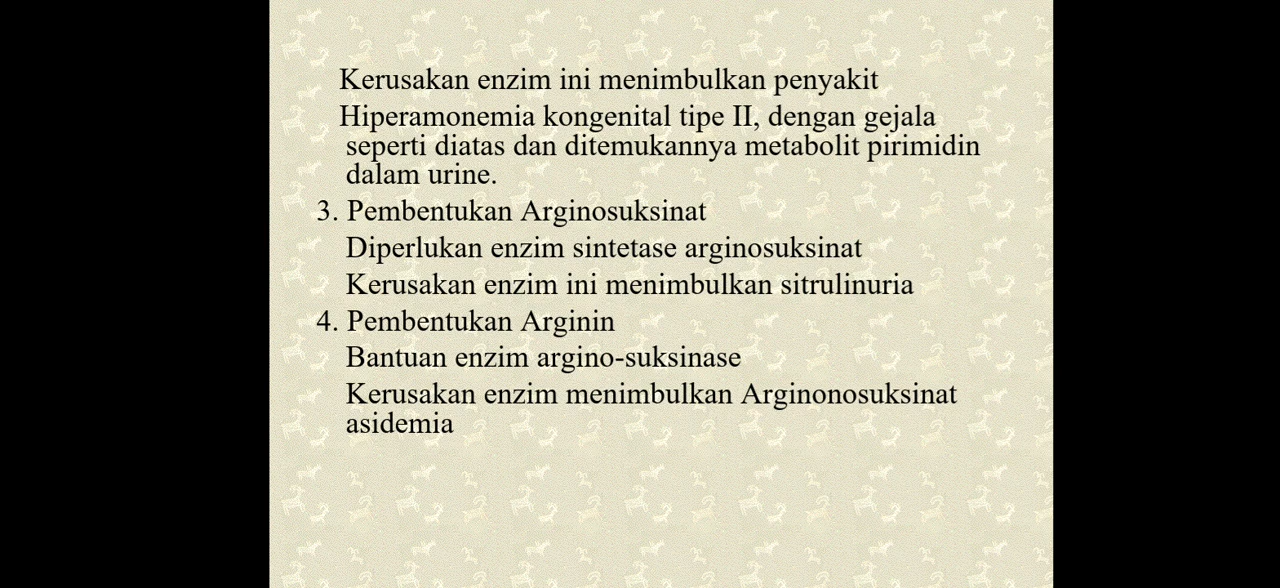 Kerusakan enzim ini menimbulkan penyakit
Hiperamonemia kongenital tipe II, dengan gejala
seperti diatas dan ditemukannya metabolit pirimidin
dalam urine.
3. Pembentukan Arginosuksinat
Diperlukan enzim sintetase arginosuksinat
Kerusakan enzim ini menimbulkan sitrulinuria
4. Pembentukan Arginin
Bantuan enzim argino-suksinase
Kerusakan enzim menimbulkan Arginonosuksinat
asidemia